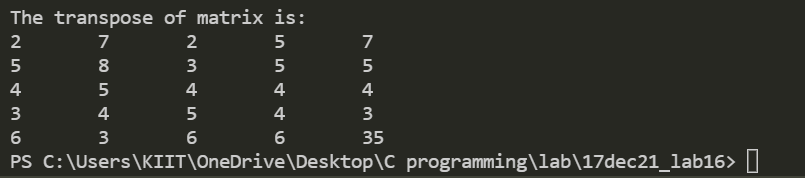 The transpose of matrix is:
2 7 2 5 7
5 8 3 5 5
4 5 4 4 4
3 4 5 4 3
6 3 6 6 35
PS C:\Users\KIIT\OneDrive\Desktop\C programming\lab\17dec21_lab16>